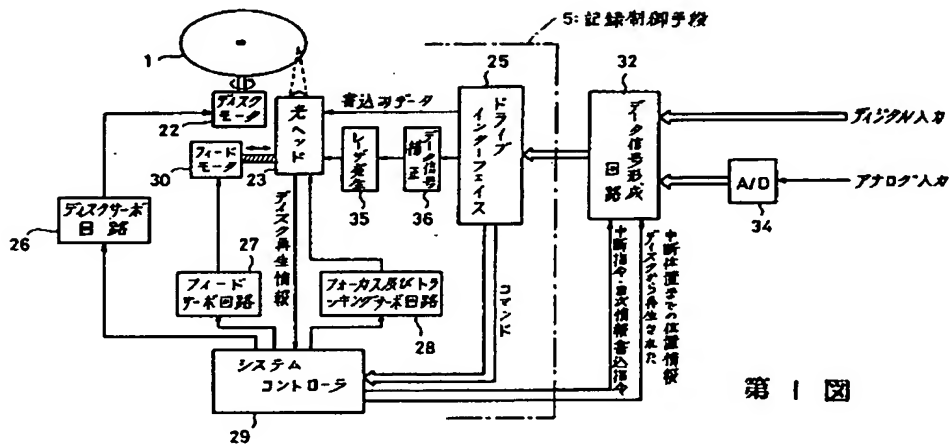 5:記録制御手段
1
25
32
ディスク
モータ
22
光ヘッド
書込みデータ
ドライブ
インターフェイス
データ信号形成
回路
ディジタル入力
フィード
モータ
30
23
レーザ発生
35
データ信号
補正
36
A/D
34
アナログ入力
ディスクサーボ
回路
26
ディスク再生情報
27
フィード
サーボ回路
フォーカス及びトラ
ッキングサーボ回路
28
コマンド
中断指令・目次情報書込指令
ディスクから再生された
中断位置までの位置情報
システム
コントローラ
29
第1図